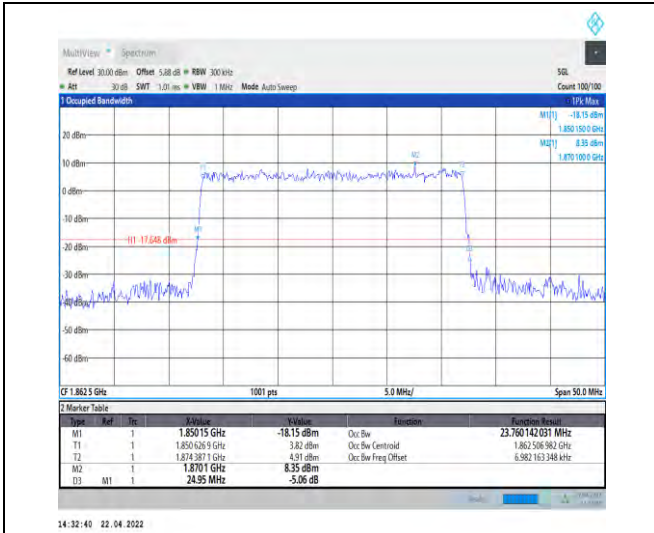 MultiView Spectrum
Ref Level 30.00 dBm Offset 5.88 dB RBW 300 kHz SGL
Att 30 dB SWT 1.01 ms VBW 1 MHz Mode Auto Sweep Count 100/100
1 Occupied Bandwidth 1Pk Max
M1[1] -18.15 dBm
1.850 150 0 GHz
M2[1] 8.35 dBm
1.870 100 0 GHz
20 dBm
10 dBm
0 dBm
-10 dBm
-20 dBm
-30 dBm
-40 dBm
-50 dBm
-60 dBm
M2
M1
H1 -17.648 dBm
CF 1.862 5 GHz 1001 pts 5.0 MHz/ Span 50.0 MHz
2 Marker Table
Type Ref Trc X-Value Y-Value Function Function Result
M1 1 1.85015 GHz -18.15 dBm Occ Bw 23.760 142 031 MHz
T1 1 1.850 626 9 GHz 3.82 dBm Occ Bw Centroid 1.862 506 982 GHz
T2 1 1.874 387 1 GHz 4.91 dBm Occ Bw Freq Offset 6.982 163 348 kHz
M2 1 1.8701 GHz 8.35 dBm
D3 M1 1 24.95 MHz -5.06 dB
14:32:40 22.04.2022